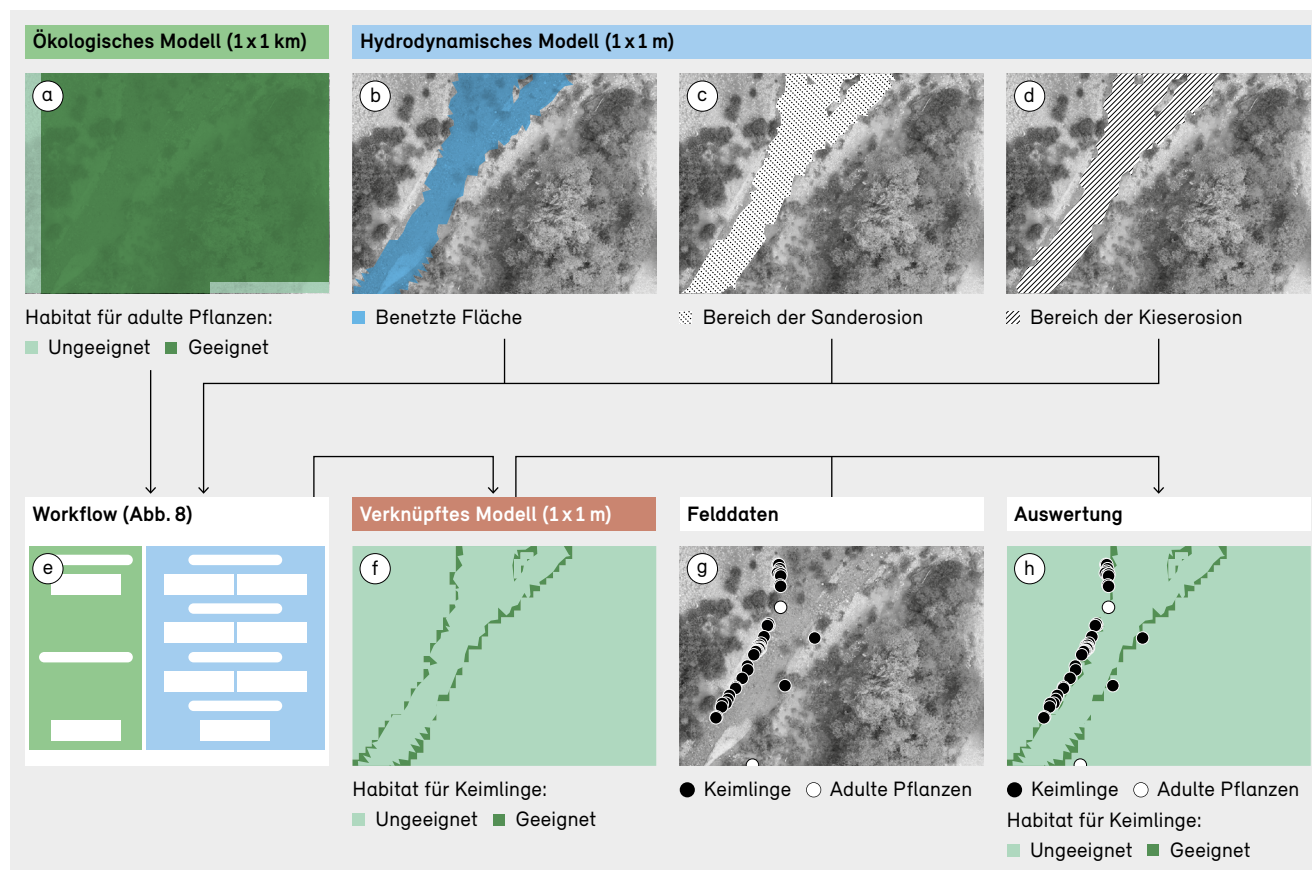 Ökologisches Modell (1 x 1 km)
Hydrodynamisches Modell (1 x 1 m)
a
b
c
d
Habitat für adulte Pflanzen:
Ungeeignet Geeignet
Benetzte Fläche
Bereich der Sanderosion
Bereich der Kieserosion
Workflow (Abb. 8)
Verknüpftes Modell (1 x 1 m)
Felddaten
Auswertung
e
f
g
h
Habitat für Keimlinge:
Ungeeignet Geeignet
Keimlinge Adulte Pflanzen
Keimlinge Adulte Pflanzen
Habitat für Keimlinge:
Ungeeignet Geeignet